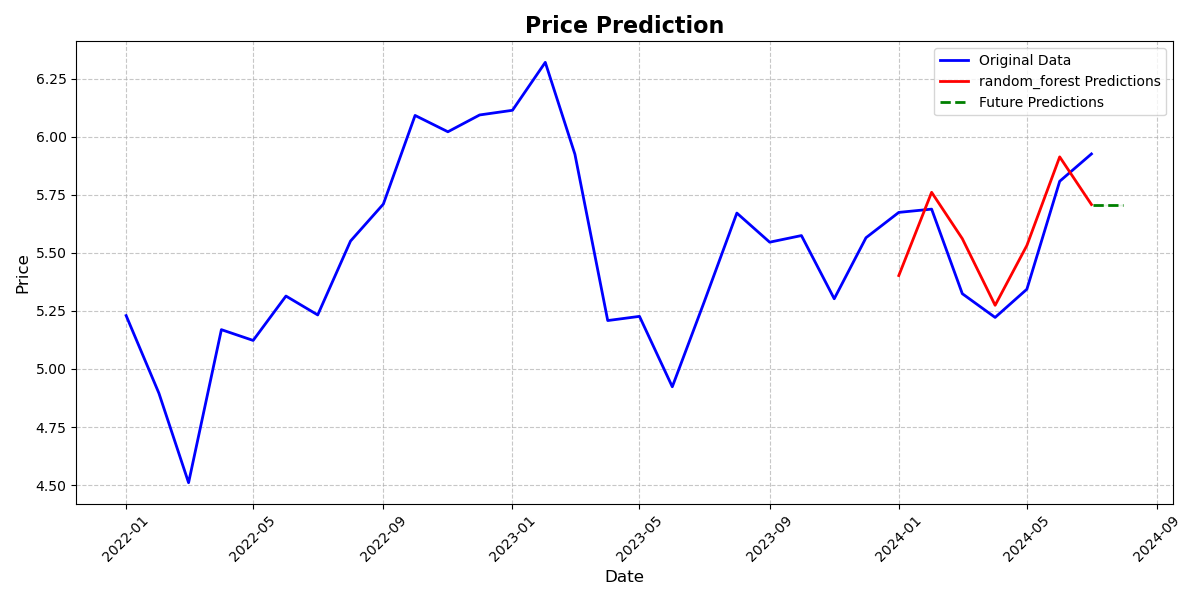 Price Prediction
Original Data
random_forest Predictions
Future Predictions
Price
6.25
6.00
5.75
5.50
5.25
5.00
4.75
4.50
2022-01
2022-05
2022-09
2023-01
2023-05
2023-09
2024-01
2024-05
2024-09
Date